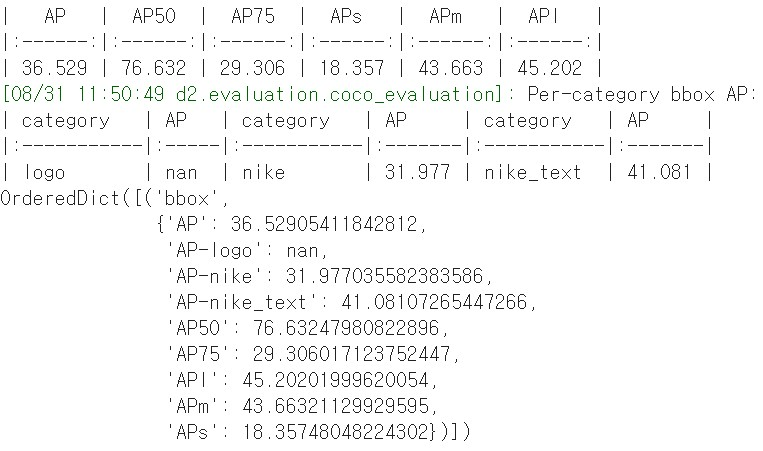 |   AP   |  AP50  |  AP75  |  APs   |  APm   |  APl   |
|:------:|:------:|:------:|:------:|:------:|:------:|
| 36.529 | 76.632 | 29.306 | 18.357 | 43.663 | 45.202 |
[08/31 11:50:49 d2.evaluation.coco_evaluation]: Per-category bbox AP:
| category   | AP  | category   | AP     | category   | AP     |
|:-----------|:----|:-----------|:-------|:-----------|:-------|
| logo       | nan | nike       | 31.977 | nike_text  | 41.081 |
OrderedDict([('bbox',
              {'AP': 36.52905411842812,
               'AP-logo': nan,
               'AP-nike': 31.977035582383586,
               'AP-nike_text': 41.08107265447266,
               'AP50': 76.63247980822896,
               'AP75': 29.306017123752447,
               'APl': 45.20201999620054,
               'APm': 43.66321129929595,
               'APs': 18.35748048224302})])